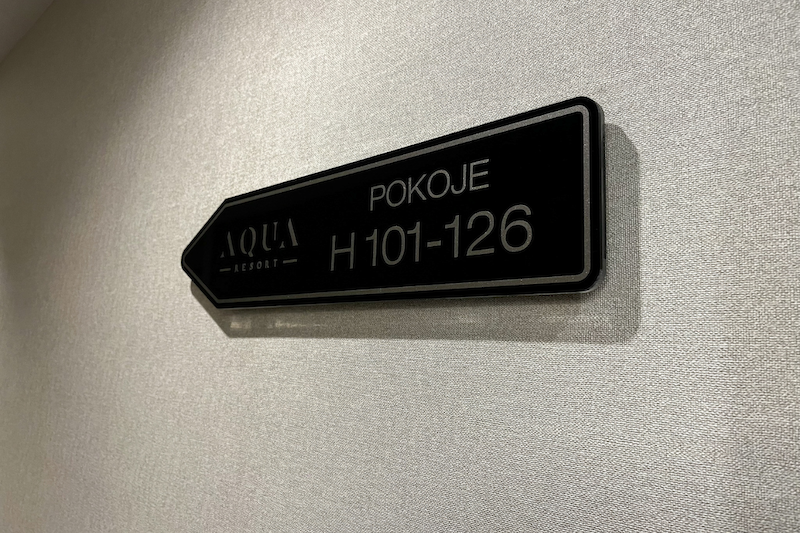 AQUA
RESORT
POKOJE
H 101-126